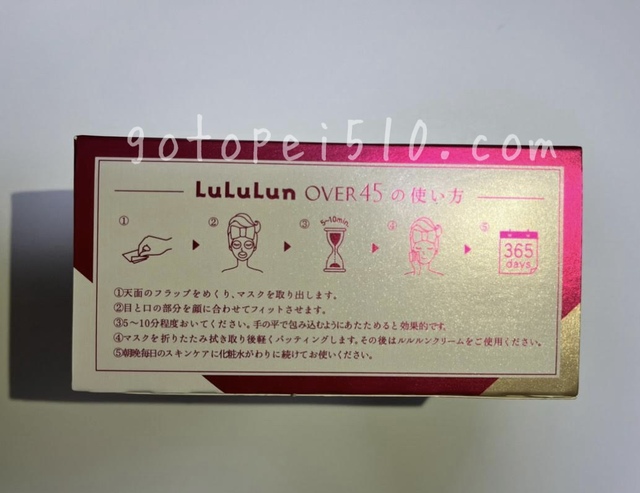 gotopei510.com
LuLuLun OVER45の使い方
① ② ③ 5~10min ④ ⑤ 365 days
①天面のフラップをめくり、マスクを取り出します。
②目と口の部分を顔に合わせてフィットさせます。
③5〜10分程度おいてください。手の平で包み込むようにあたためると効果的です。
④マスクを折りたたみ拭き取り後軽くパッティングします。その後はルルルンクリームをご使用ください。
⑤朝晩毎日のスキンケアに化粧水がわりに続けてお使いください。